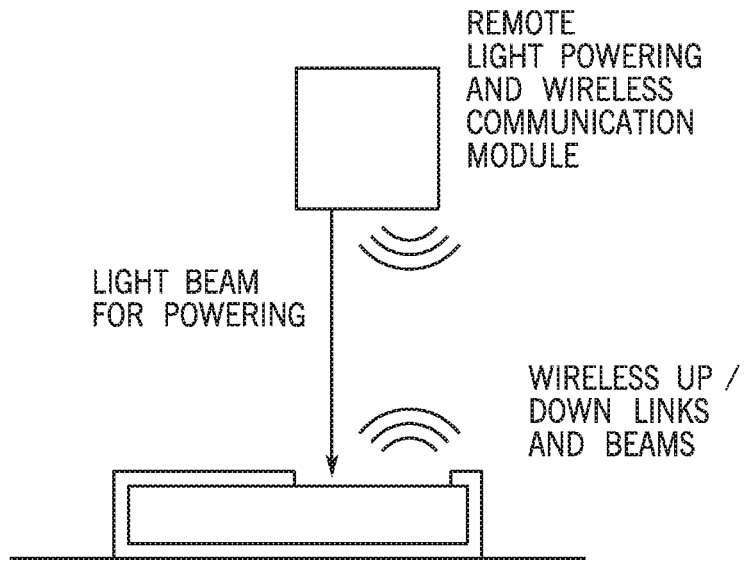 REMOTE
LIGHT POWERING
AND WIRELESS
COMMUNICATION
MODULE
LIGHT BEAM
FOR POWERING
WIRELESS UP /
DOWN LINKS
AND BEAMS